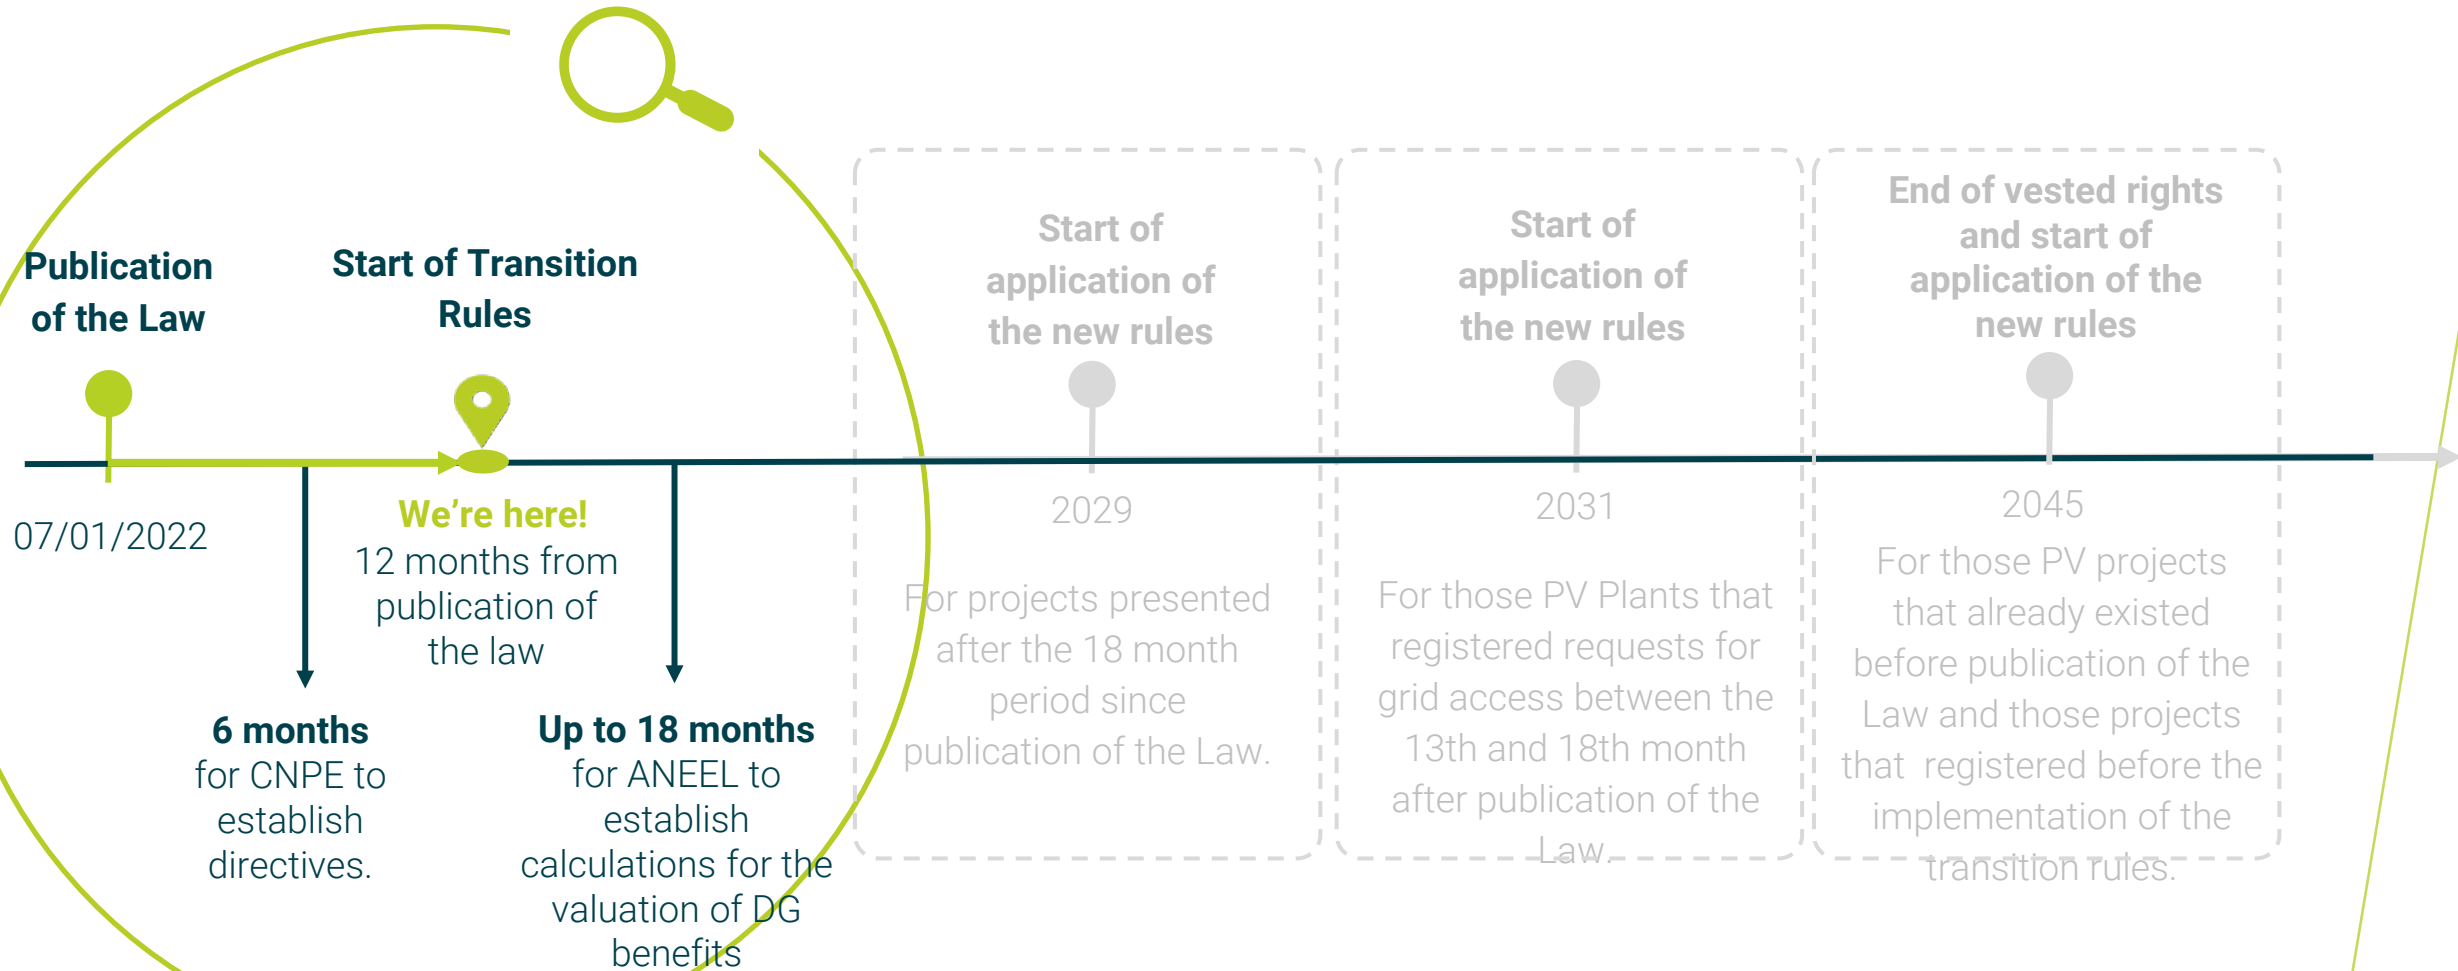 Publication
of the Law
07/01/2022
Start of Transition
Rules
We’re here!
12 months from
publication of
the law
6 months
for CNPE to
establish
directives.
Up to 18 months
for ANEEL to
establish
calculations for the
valuation of DG
benefits
Start of
application of
the new rules
2029
For projects presented
after the 18 month
period since
publication of the Law.
Start of
application of
the new rules
2031
For those PV Plants that
registered requests for
grid access between the
13th and 18th month
after publication of the
Law.
End of vested rights
and start of
application of the
new rules
2045
For those PV projects
that already existed
before publication of the
Law and those projects
that registered before the
implementation of the
transition rules.